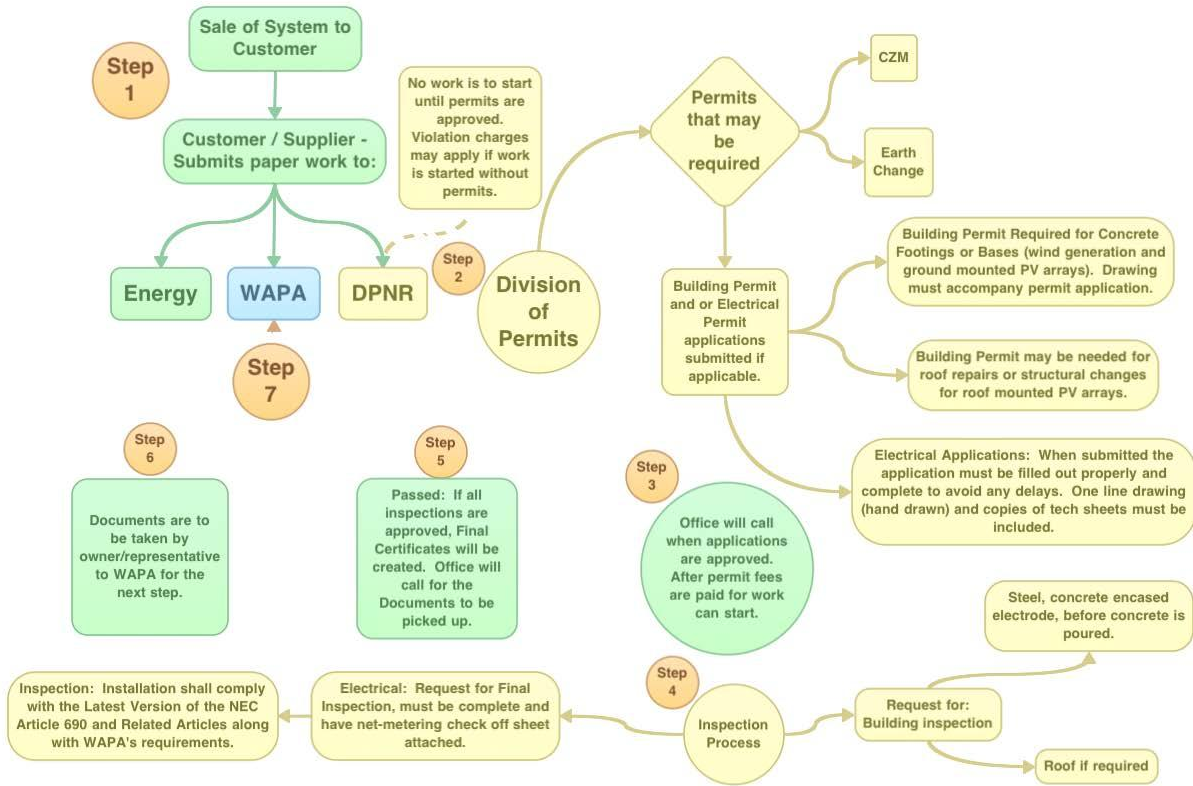 Sale of System to
Customer
Step
1
Customer / Supplier -
Submits paper work to:
No work is to start
until permits are
approved.
Violation charges
may apply if work
is started without
permits.
Energy
WAPA
DPNR
Step
7
Step
2
Division
of
Permits
Permits
that may
be
required
CZM
Earth
Change
Building Permit
and or Electrical
Permit
applications
submitted if
applicable.
Building Permit Required for Concrete
Footings or Bases (wind generation and
ground mounted PV arrays).  Drawing
must accompany permit application.
Building Permit may be needed for
roof repairs or structural changes
for roof mounted PV arrays.
Electrical Applications:  When submitted the
application must be filled out properly and
complete to avoid any delays.  One line drawing
(hand drawn) and copies of tech sheets must be
included.
Step
3
Office will call
when applications
are approved.
After permit fees
are paid for work
can start.
Step
4
Inspection
Process
Request for:
Building inspection
Steel, concrete encased
electrode, before concrete is
poured.
Roof if required
Electrical:  Request for Final
Inspection, must be complete and
have net-metering check off sheet
attached.
Inspection:  Installation shall comply
with the Latest Version of the NEC
Article 690 and Related Articles along
with WAPA's requirements.
Step
5
Passed:  If all
inspections are
approved, Final
Certificates will be
created.  Office will
call for the
Documents to be
picked up.
Step
6
Documents are to
be taken by
owner/representative
to WAPA for the
next step.